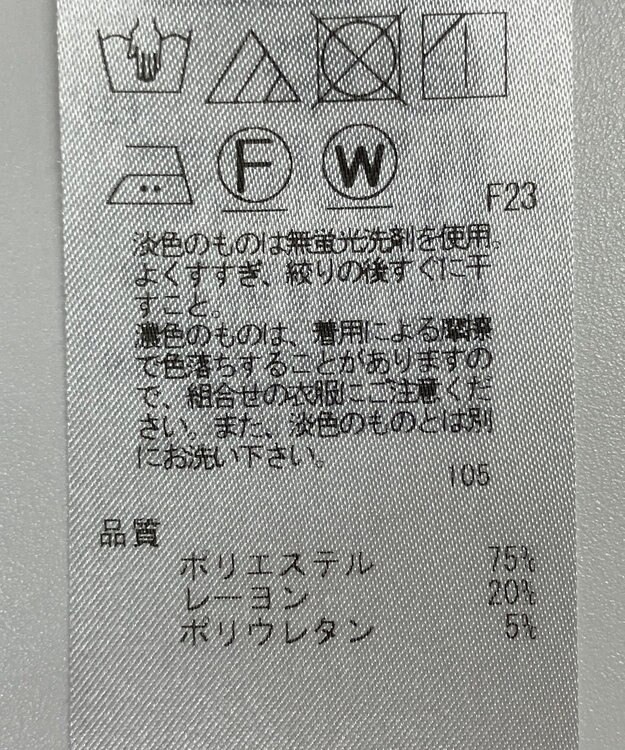 F
W
F23
淡色のものは無蛍光洗剤を使用。
よくすすぎ、絞りの後すぐに干
すこと。
濃色のものは、着用による摩擦
で色落ちすることがありますの
で、組合せの衣服にご注意くだ
さい。また、淡色のものとは別
にお洗い下さい。
105
品質
ポリエステル 75%
レーヨン 20%
ポリウレタン 5%